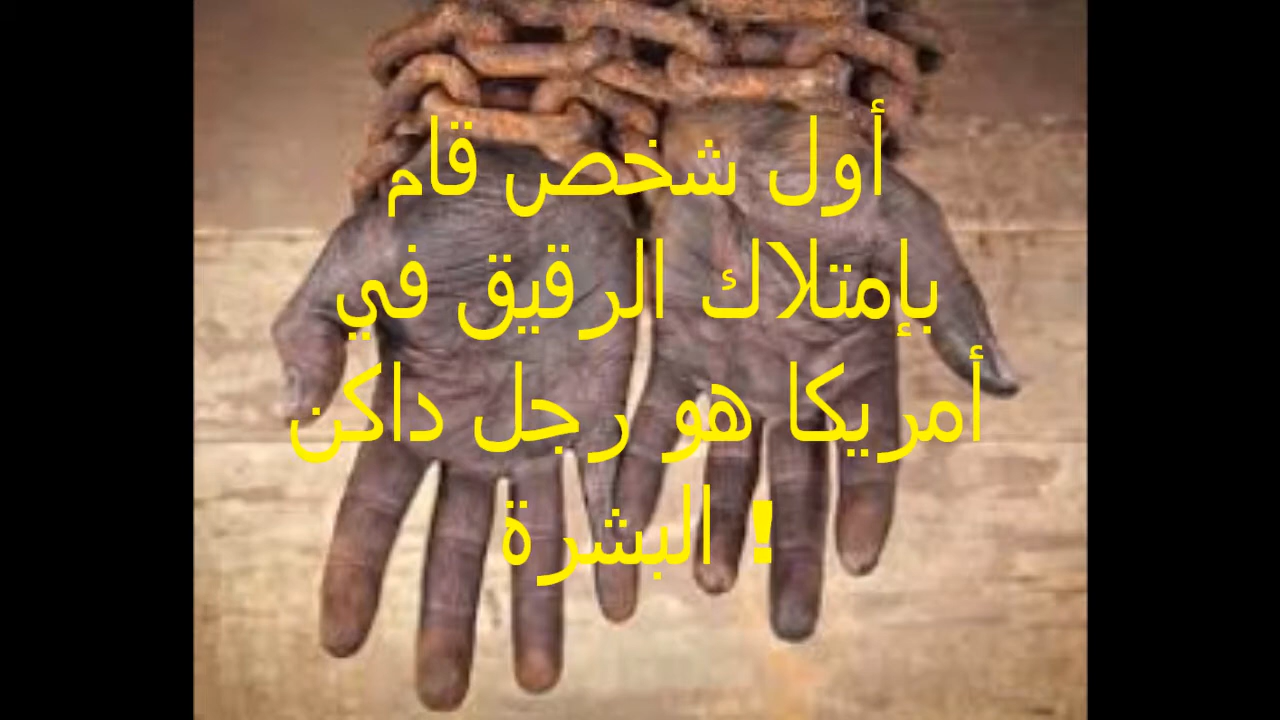 أول شخص قام
بإمتلاك الرقيق في
أمريكا هو رجل داكن
البشرة !